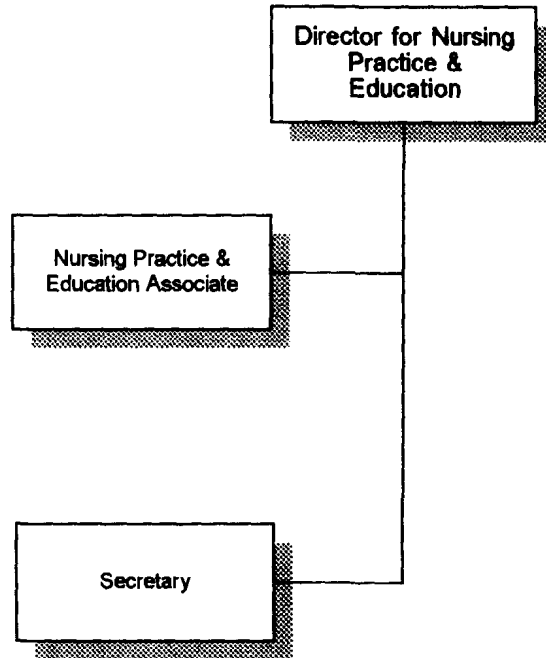 Director for Nursing
Practice &
Education
Nursing Practice &
Education Associate
Secretary